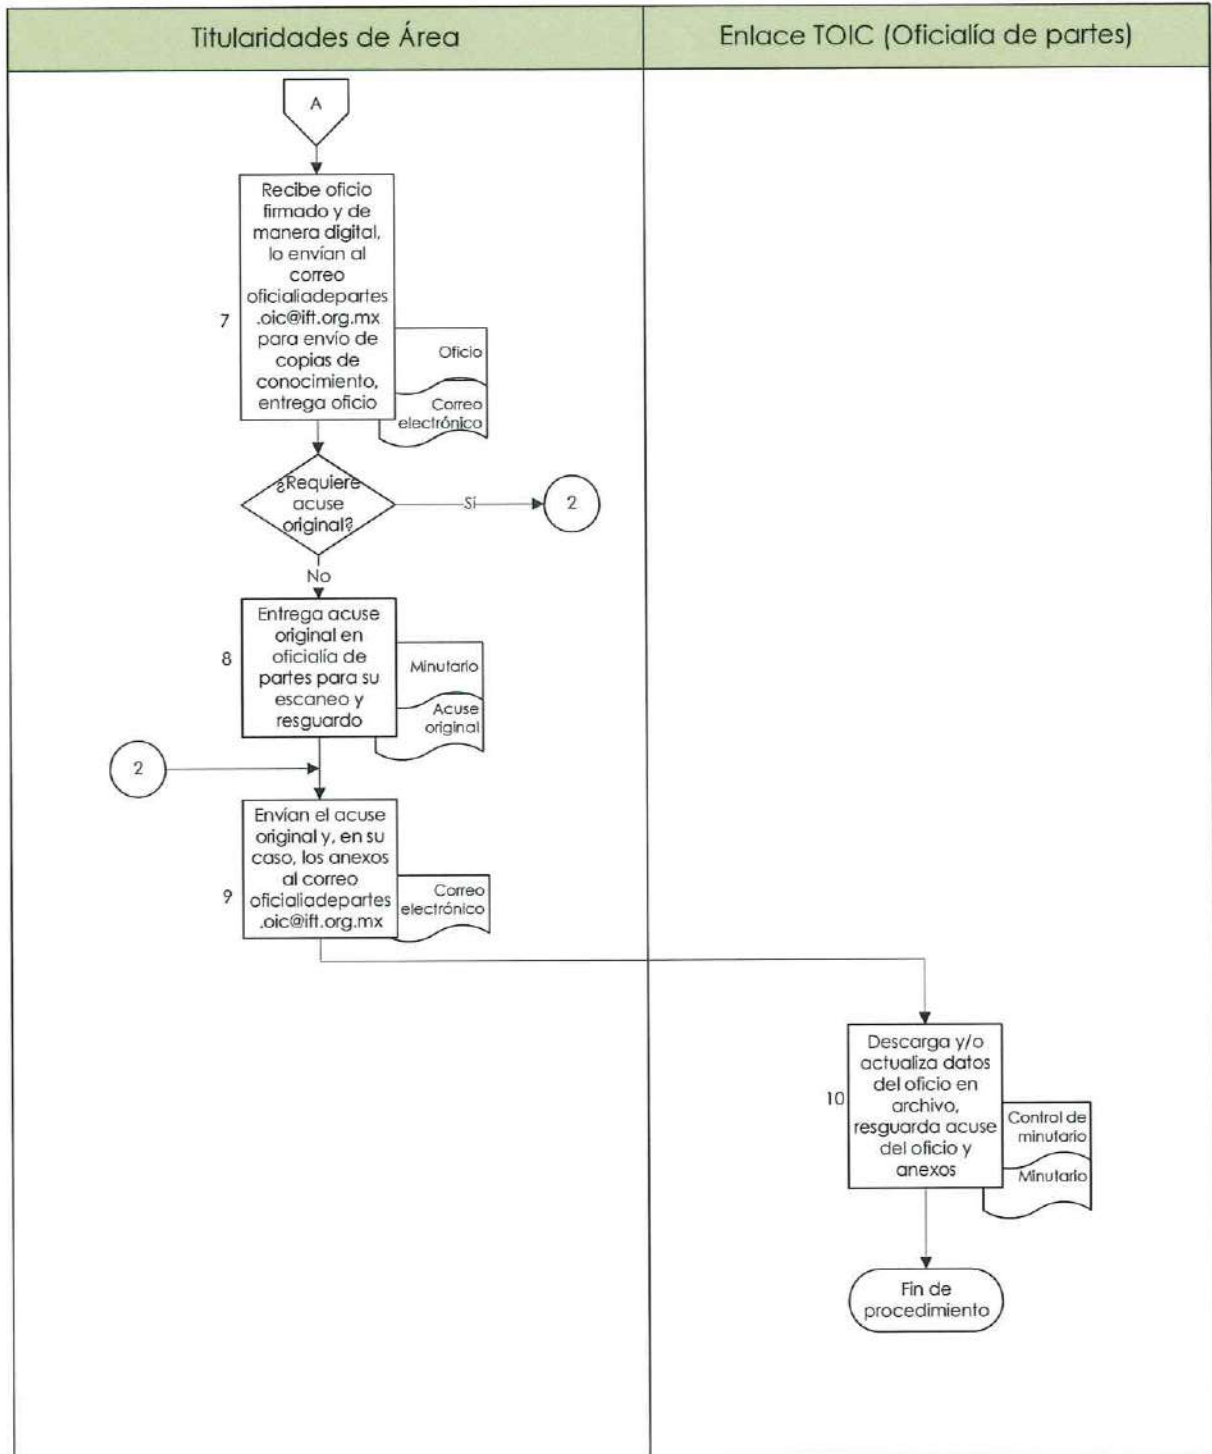 Titularidades de Área
Enlace TOIC (Oficialía de partes)
A
Recibe oficio
firmado y de
manera digital,
lo envían al
correo
oficialiadepartes
.oic@ift.org.mx
para envío de
copias de
conocimiento,
entrega oficio
7
Oficio
Correo
electrónico
¿Requiere
acuse
original?
Sí
2
No
Entrega acuse
original en
oficialía de
partes para su
escaneo y
resguardo
8
Minutario
Acuse
original
2
Envían el acuse
original y, en su
caso, los anexos
al correo
oficialiadepartes
.oic@ift.org.mx
9
Correo
electrónico
Descarga y/o
actualiza datos
del oficio en
archivo,
resguarda acuse
del oficio y
anexos
10
Control de
minutario
Minutario
Fin de
procedimiento